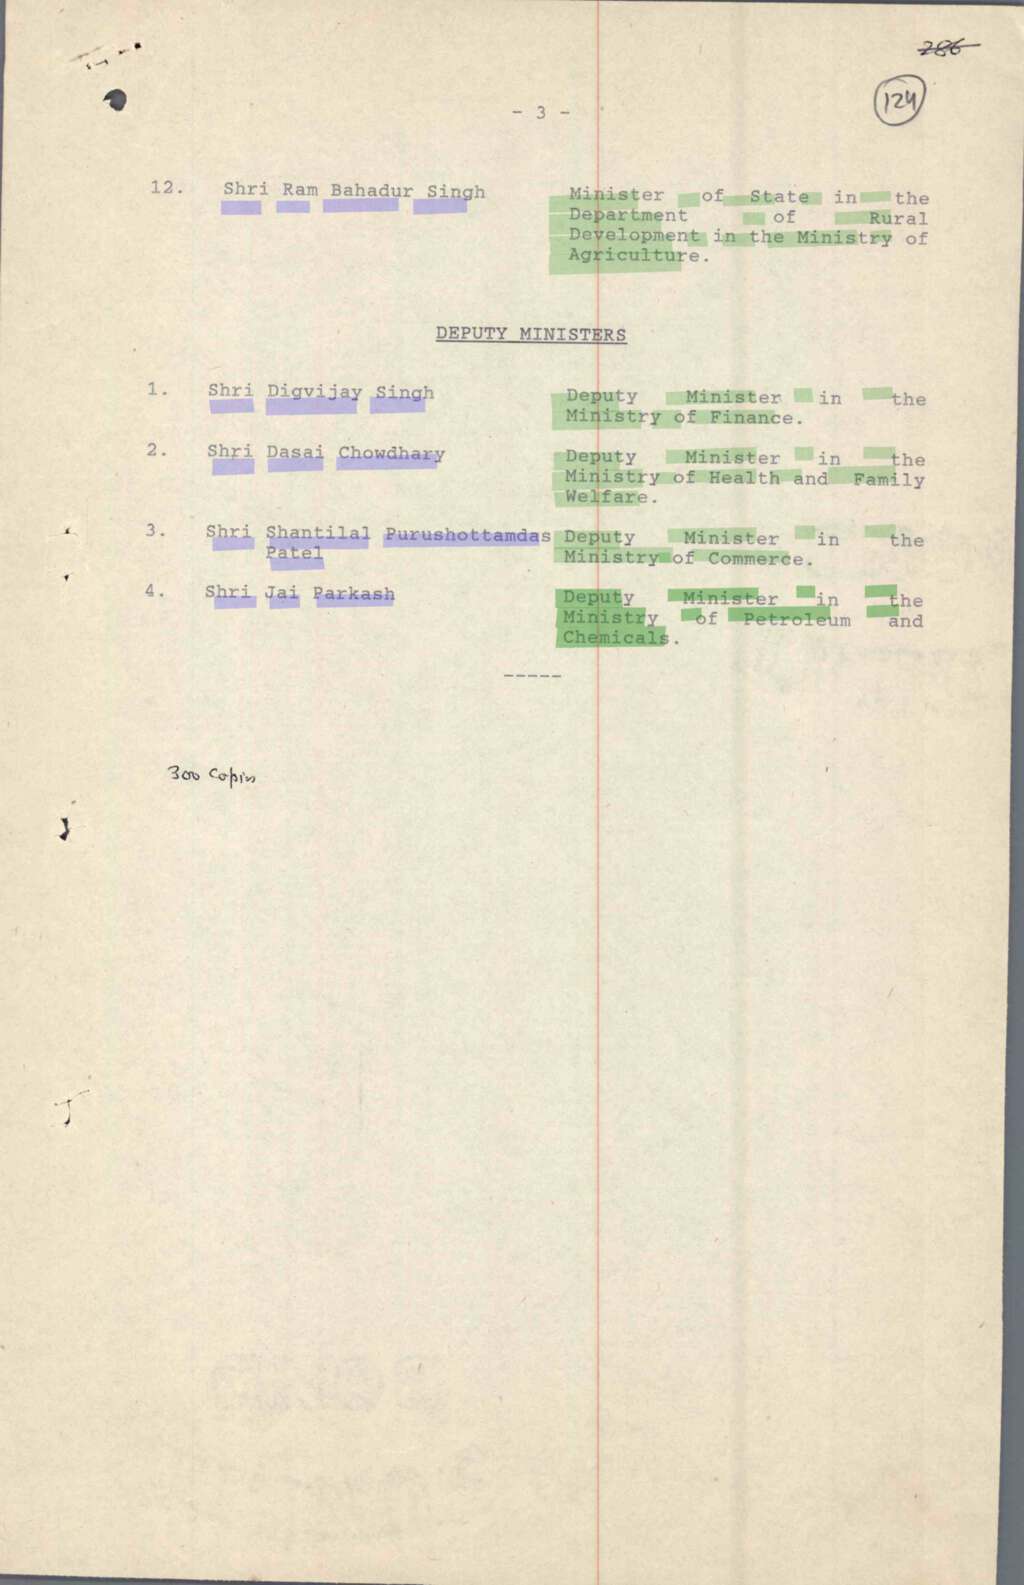 286
124
- 3 -
12. Shri Ram Bahadur Singh Minister of State in the
Department of Rural
Development in the Ministry of
Agriculture.
DEPUTY MINISTERS
1. Shri Digvijay Singh Deputy Minister in the
Ministry of Finance.
2. Shri Dasai Chowdhary Deputy Minister in the
Ministry of Health and Family
Welfare.
3. Shri Shantilal Purushottamdas Deputy Minister in the
Patel Ministry of Commerce.
4. Shri Jai Parkash Deputy Minister in the
Ministry of Petroleum and
Chemicals.
-----
300 Copies